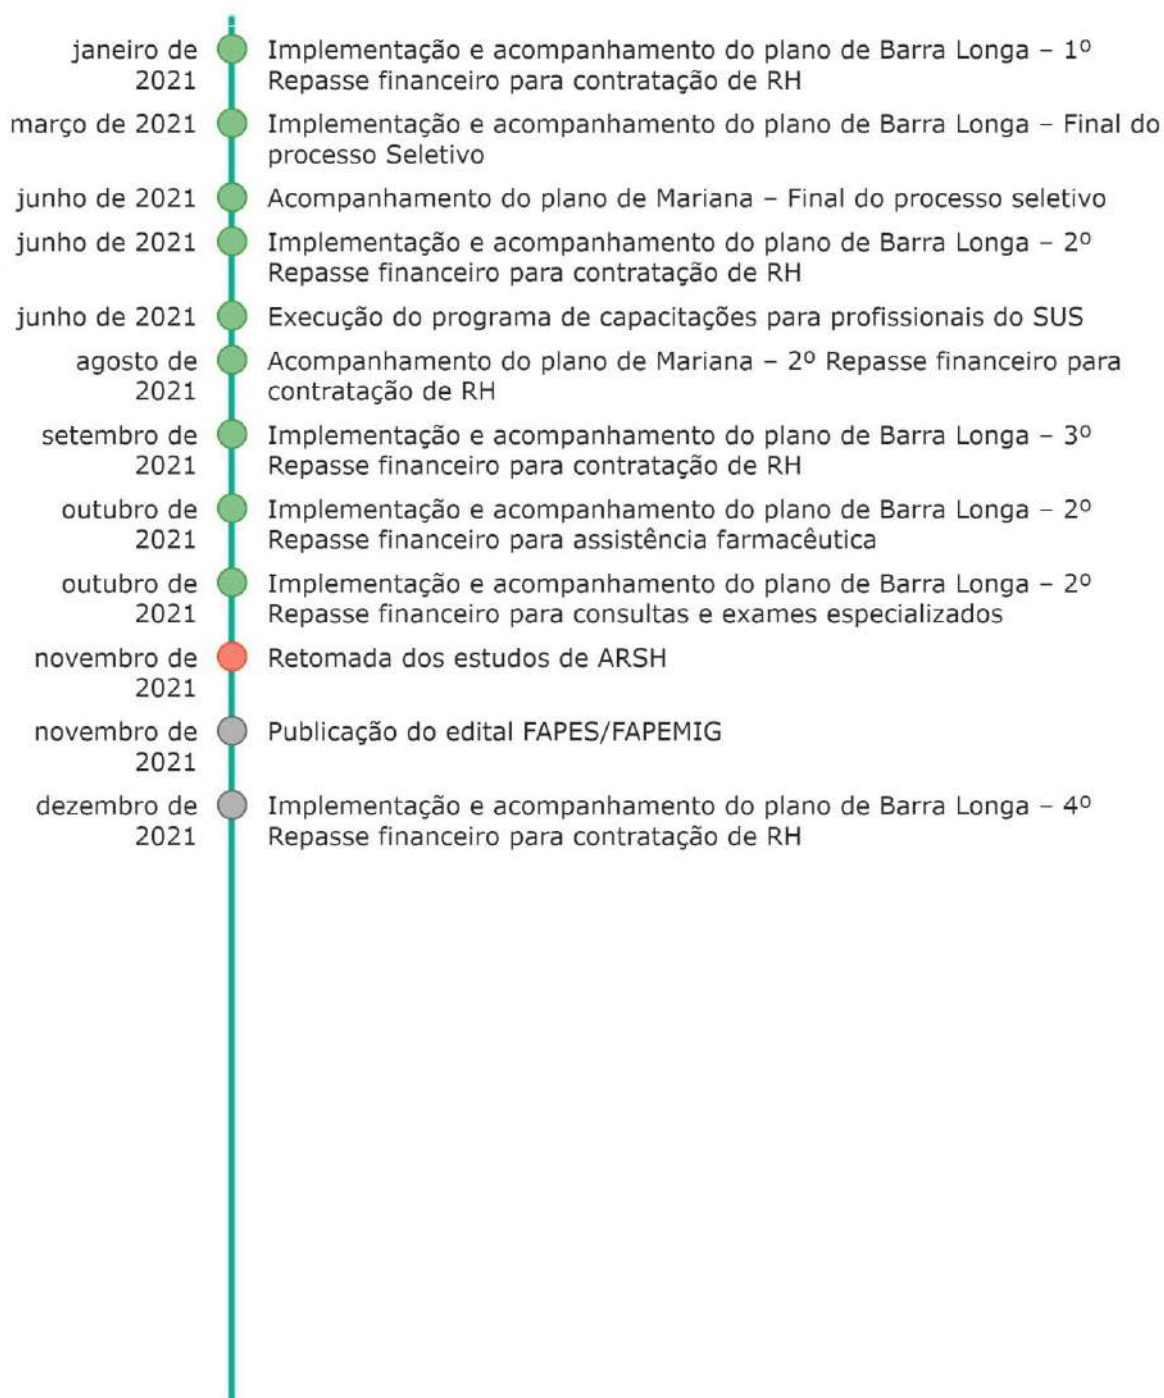 janeiro de 2021 Implementação e acompanhamento do plano de Barra Longa – 1º
Repasse financeiro para contratação de RH
março de 2021 Implementação e acompanhamento do plano de Barra Longa – Final do
processo Seletivo
junho de 2021 Acompanhamento do plano de Mariana – Final do processo seletivo
junho de 2021 Implementação e acompanhamento do plano de Barra Longa – 2º
Repasse financeiro para contratação de RH
junho de 2021 Execução do programa de capacitações para profissionais do SUS
agosto de 2021 Acompanhamento do plano de Mariana – 2º Repasse financeiro para
contratação de RH
setembro de 2021 Implementação e acompanhamento do plano de Barra Longa – 3º
Repasse financeiro para contratação de RH
outubro de 2021 Implementação e acompanhamento do plano de Barra Longa – 2º
Repasse financeiro para assistência farmacêutica
outubro de 2021 Implementação e acompanhamento do plano de Barra Longa – 2º
Repasse financeiro para consultas e exames especializados
novembro de 2021 Retomada dos estudos de ARSH
novembro de 2021 Publicação do edital FAPES/FAPEMIG
dezembro de 2021 Implementação e acompanhamento do plano de Barra Longa – 4º
Repasse financeiro para contratação de RH